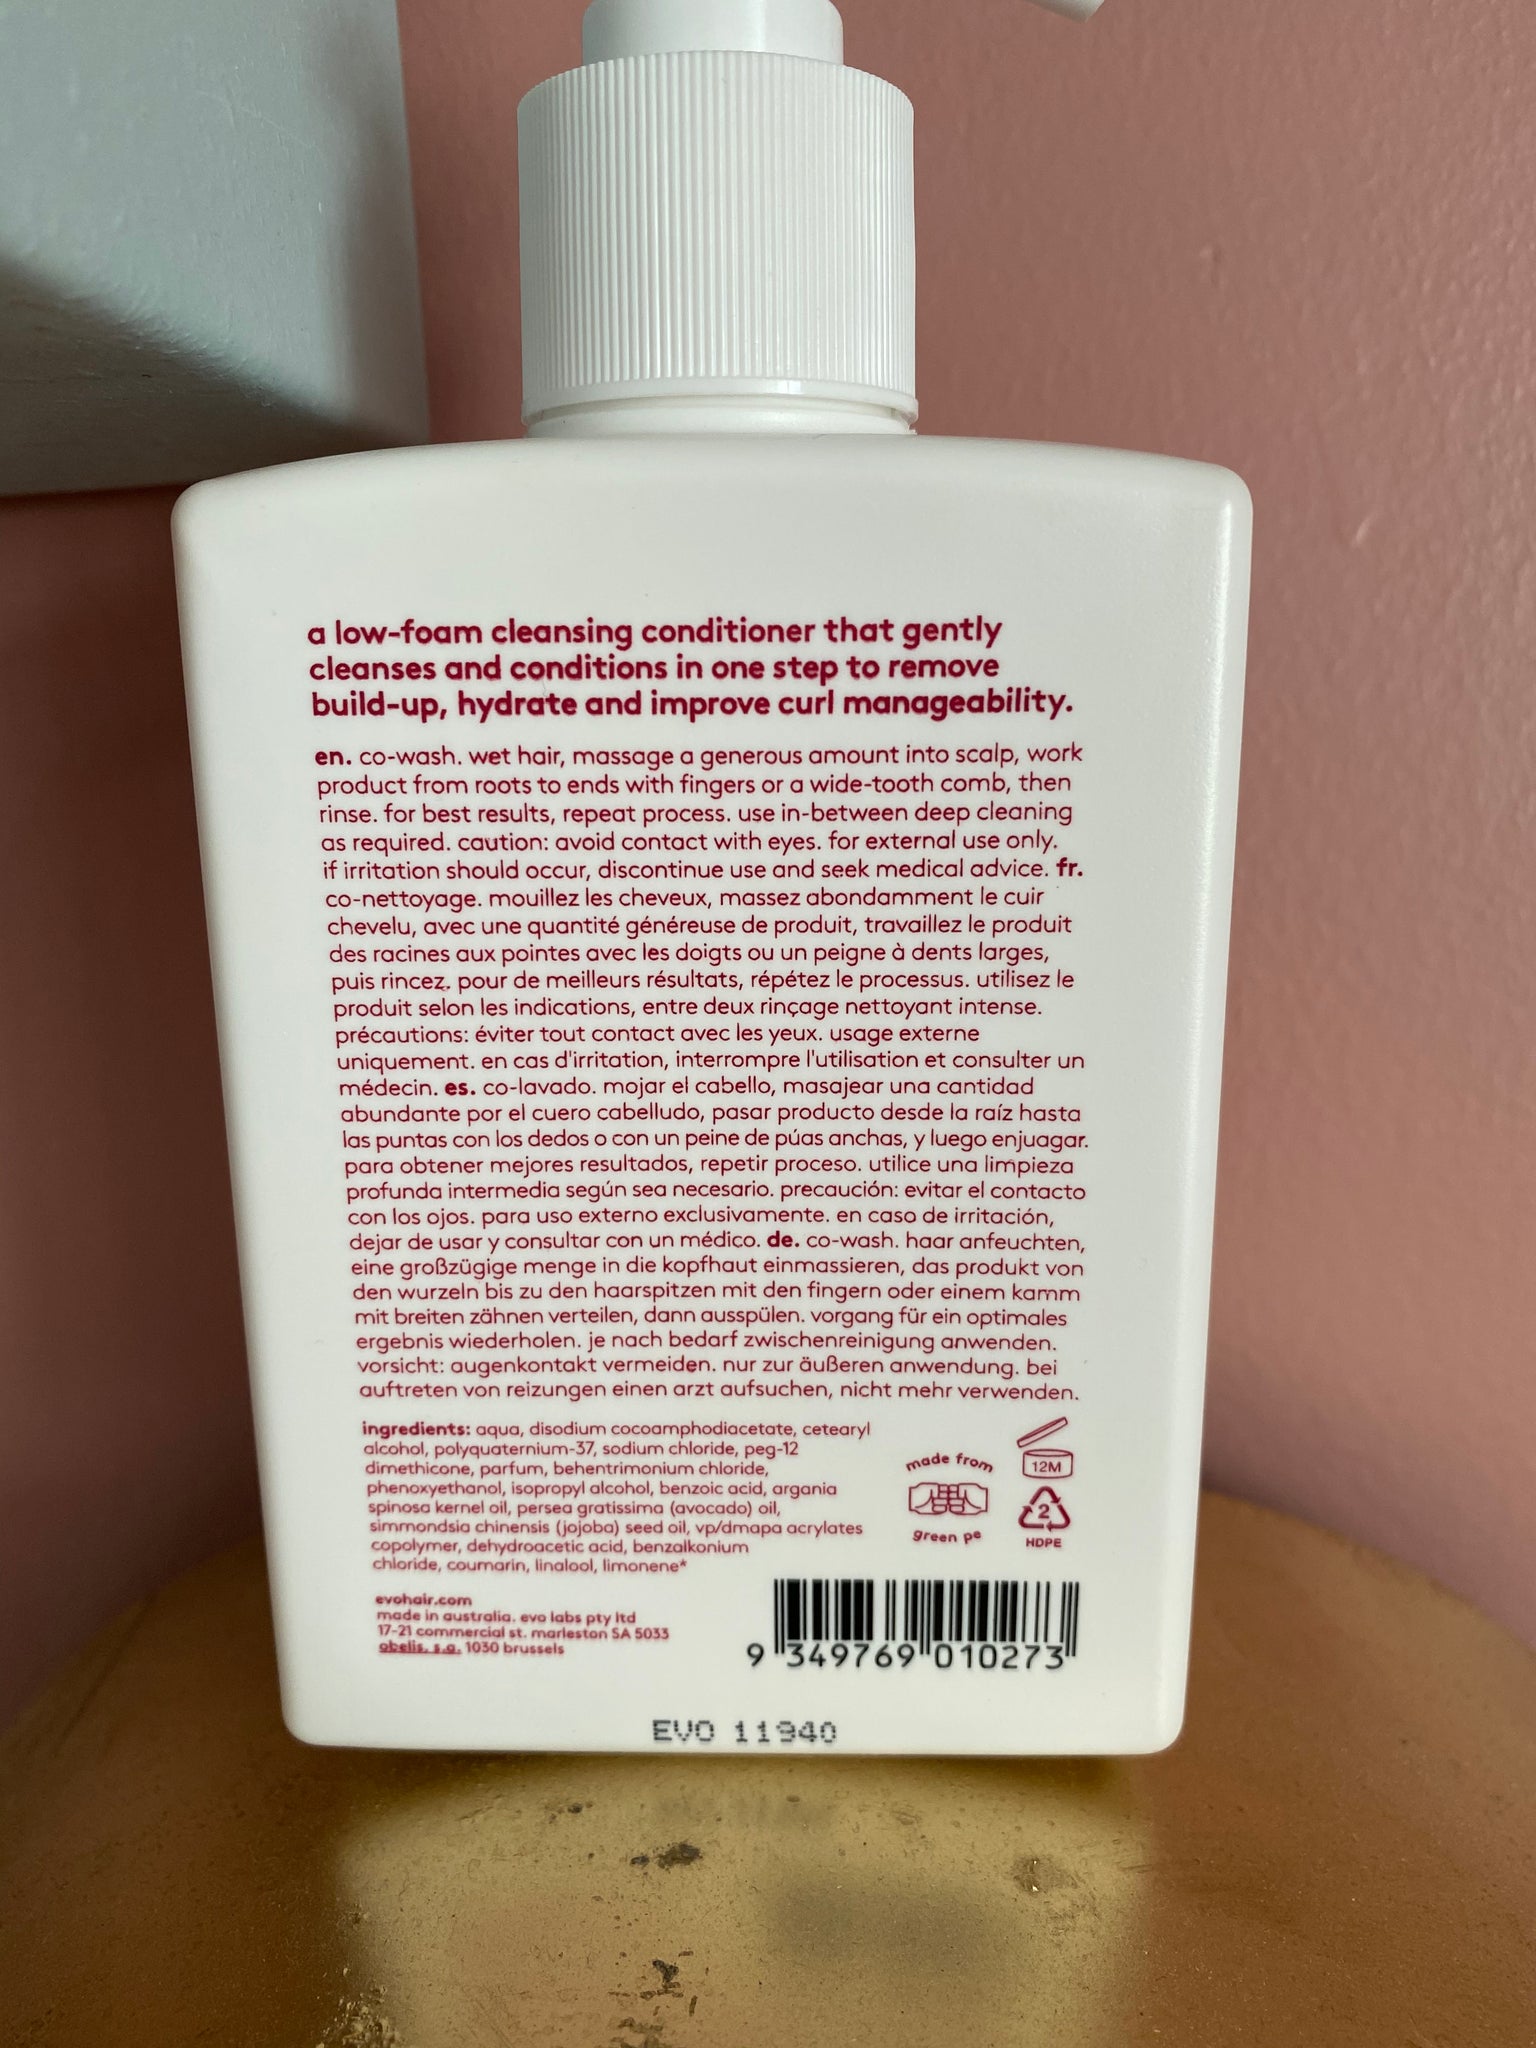 a low-foam cleansing conditioner that gently
cleanses and conditions in one step to remove
build-up, hydrate and improve curl manageability.
en. co-wash. wet hair, massage a generous amount into scalp, work
product from roots to ends with fingers or a wide-tooth comb, then
rinse. for best results, repeat process. use in-between deep cleaning
as required. caution: avoid contact with eyes. for external use only.
if irritation should occur, discontinue use and seek medical advice. fr.
co-nettoyage. mouillez les cheveux, massez abondamment le cuir
chevelu, avec une quantité généreuse de produit, travaillez le produit
des racines aux pointes avec les doigts ou un peigne à dents larges,
puis rincez. pour de meilleurs résultats, répétez le processus. utilisez le
produit selon les indications, entre deux rinçage nettoyant intense.
précautions: éviter tout contact avec les yeux. usage externe
uniquement. en cas d'irritation, interrompre l'utilisation et consulter un
médecin. es. co-lavado. mojar el cabello, masajear una cantidad
abundante por el cuero cabelludo, pasar producto desde la raíz hasta
las puntas con los dedos o con un peine de púas anchas, y luego enjuagar.
para obtener mejores resultados, repetir proceso. utilice una limpieza
profunda intermedia según sea necesario. precaución: evitar el contacto
con los ojos. para uso externo exclusivamente. en caso de irritación,
dejar de usar y consultar con un médico. de. co-wash. haar anfeuchten,
eine großzügige menge in die kopfhaut einmassieren, das produkt von
den wurzeln bis zu den haarspitzen mit den fingern oder einem kamm
mit breiten zähnen verteilen, dann ausspülen. vorgang für ein optimales
ergebnis wiederholen. je nach bedarf zwischenreinigung anwenden.
vorsicht: augenkontakt vermeiden. nur zur äußeren anwendung. bei
auftreten von reizungen einen arzt aufsuchen, nicht mehr verwenden.
ingredients: aqua, disodium cocoamphodiacetate, cetearyl
alcohol, polyquaternium-37, sodium chloride, peg-12
dimethicone, parfum, behentrimonium chloride,
phenoxyethanol, isopropyl alcohol, benzoic acid, argania
spinosa kernel oil, persea gratissima (avocado) oil,
simmondsia chinensis (jojoba) seed oil, vp/dmapa acrylates
copolymer, dehydroacetic acid, benzalkonium
chloride, coumarin, linalool, limonene*
made from
green pe
12M
2
HDPE
evohair.com
made in australia. evo labs pty ltd
17-21 commercial st. marleston SA 5033
obelis. s.a. 1030 brussels
9 349769 010273
EVO 11940